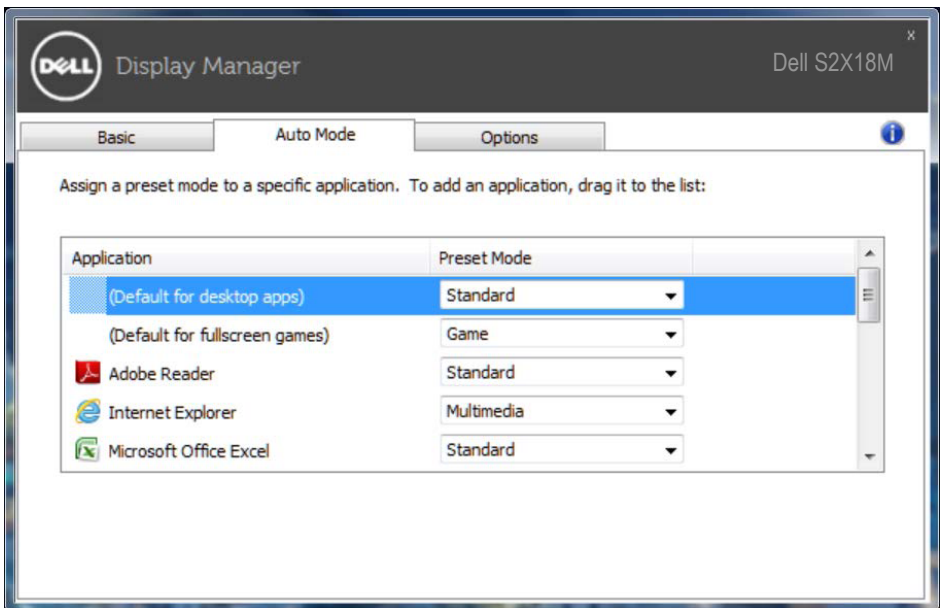 x
DELL
Display Manager
Dell S2X18M
Basic Auto Mode Options
Assign a preset mode to a specific application. To add an application, drag it to the list:
Application Preset Mode
(Default for desktop apps) Standard
(Default for fullscreen games) Game
Adobe Reader Standard
Internet Explorer Multimedia
Microsoft Office Excel Standard